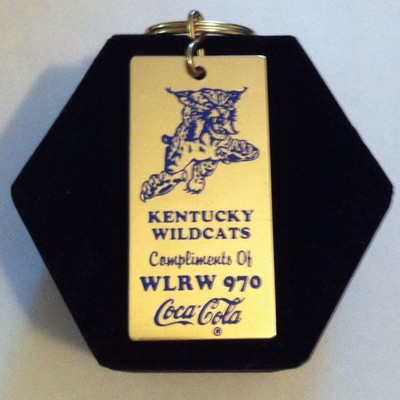 KENTUCKY
WILDCATS
Compliments Of
WLRW 970
Coca-Cola
®